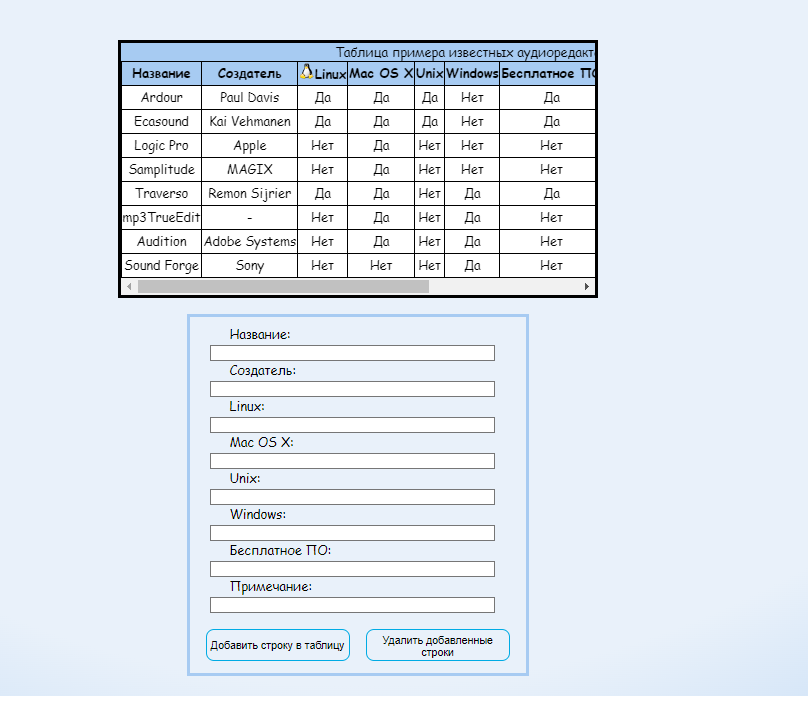 Таблица примера известных аудиоредакт
Название Создатель Linux Mac OS X Unix Windows Бесплатное ПО
Ardour Paul Davis Да Да Да Нет Да
Ecasound Kai Vehmanen Да Да Да Нет Да
Logic Pro Apple Нет Да Нет Нет Нет
Samplitude MAGIX Нет Да Нет Нет Нет
Traverso Remon Sijrier Да Да Нет Да Да
mp3TrueEdit - Нет Да Нет Да Нет
Audition Adobe Systems Нет Да Нет Да Нет
Sound Forge Sony Нет Нет Нет Да Нет
Название:
Создатель:
Linux:
Mac OS X:
Unix:
Windows:
Бесплатное ПО:
Примечание:
Добавить строку в таблицу
Удалить добавленные
строки